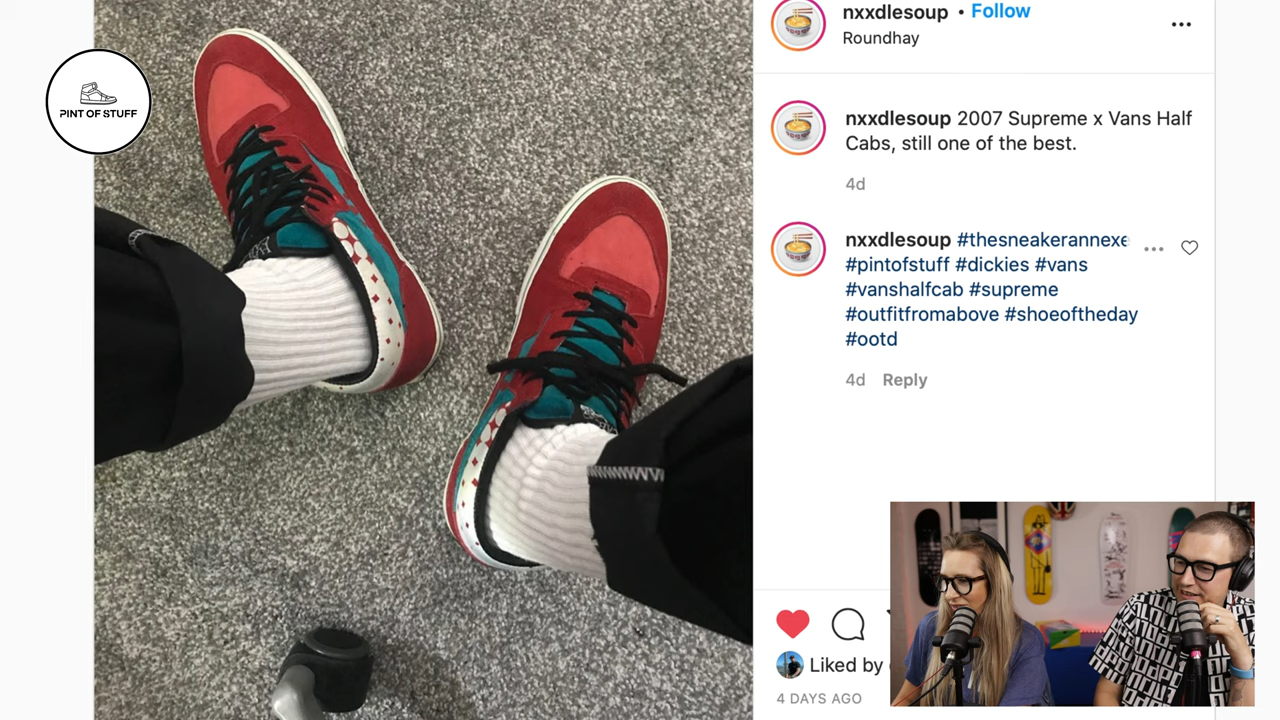 PINT OF STUFF
nxxdlesoup • Follow
Roundhay
nxxdlesoup 2007 Supreme x Vans Half
Cabs, still one of the best.
4d
nxxdlesoup #thesneakerannexe
#pintofstuff #dickies #vans
#vanshalfcab #supreme
#outfitfromabove #shoeoftheday
#ootd
4d Reply
Liked by
4 DAYS AGO